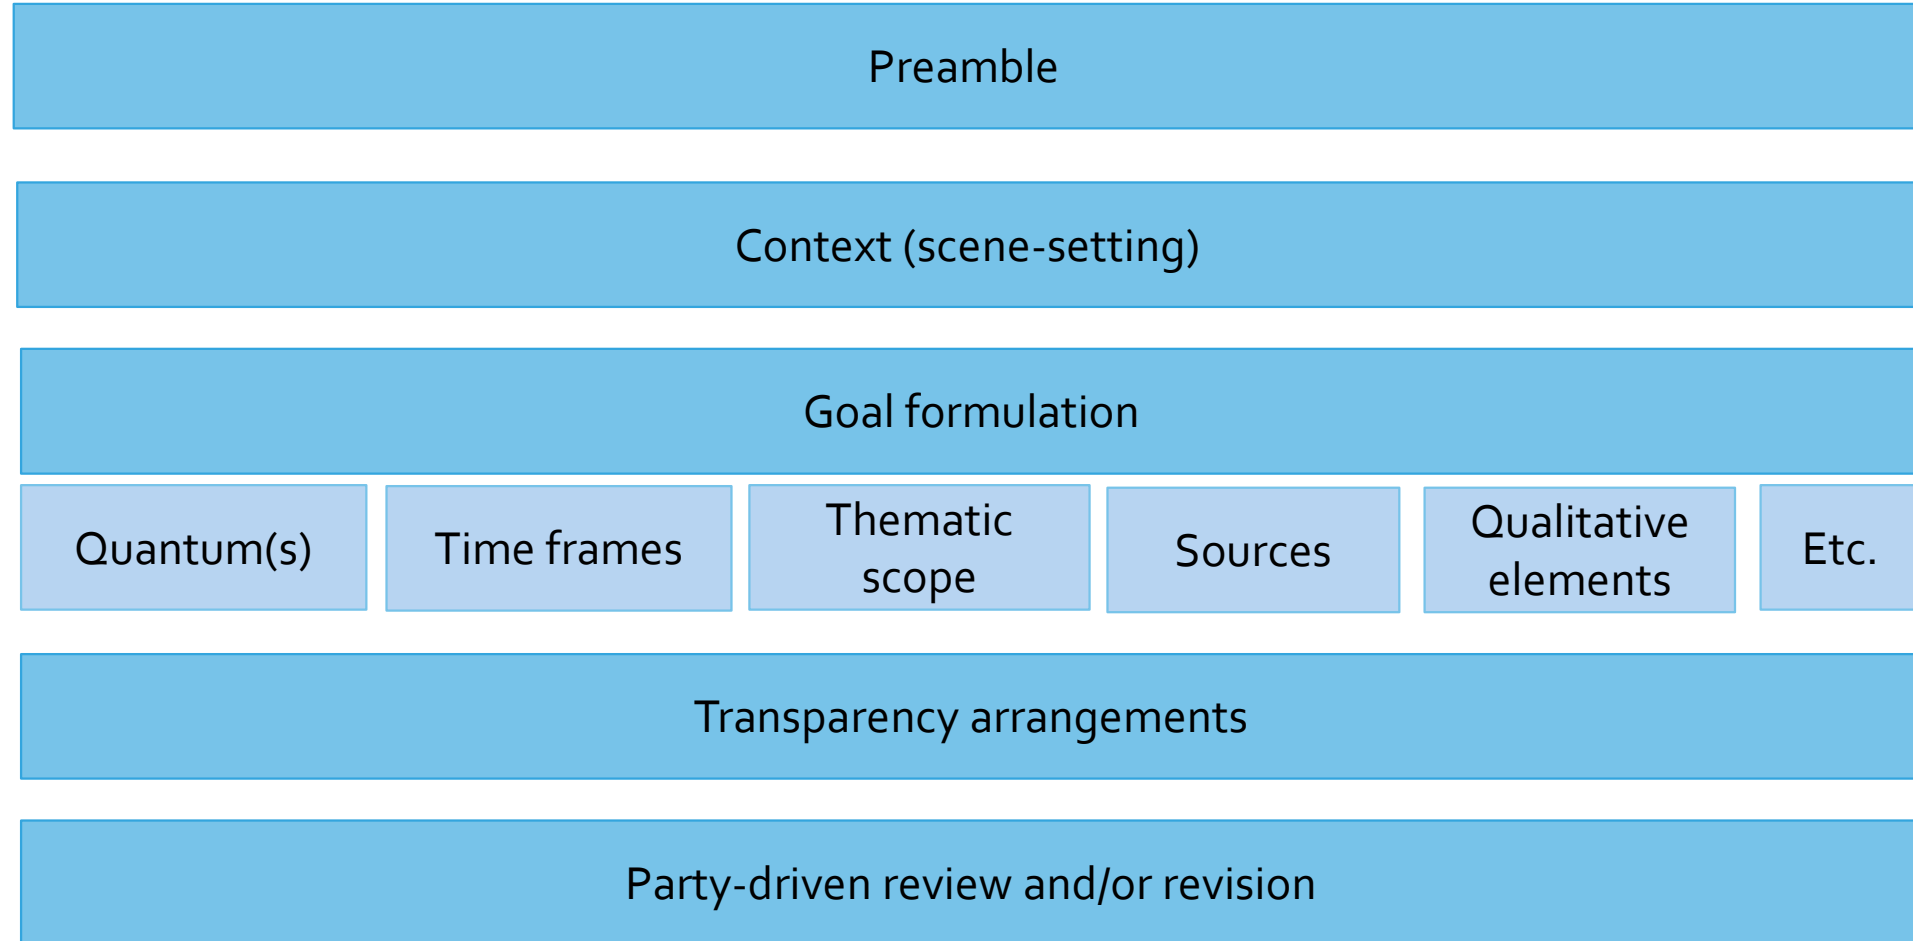 Preamble
Context (scene-setting)
Goal formulation
Quantum(s)
Time frames
Thematic
scope
Sources
Qualitative
elements
Etc.
Transparency arrangements
Party-driven review and/or revision